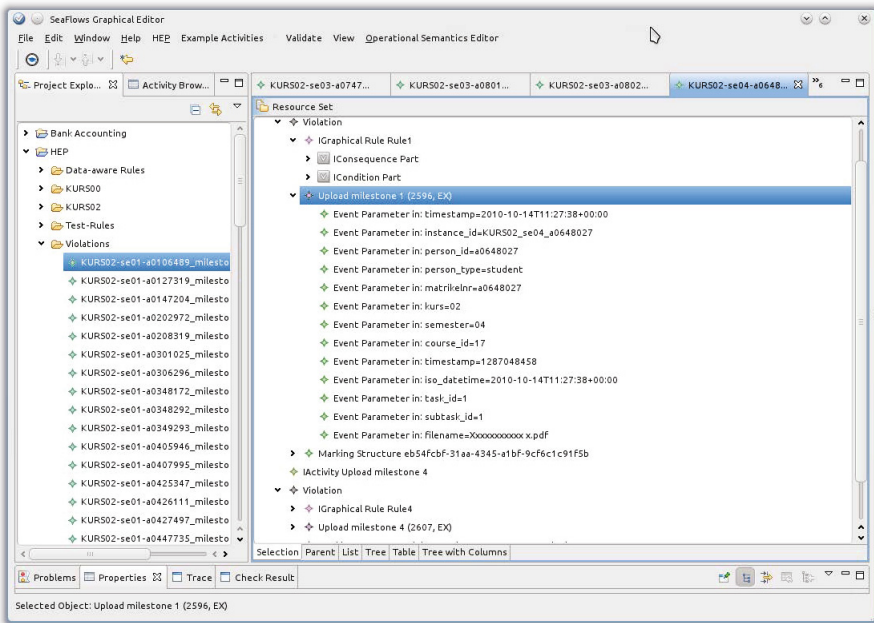 SeaFlows Graphical Editor
File Edit Window Help HEP Example Activities Validate View Operational Semantics Editor
Project Explo... Activity Brow...
KURS02-se03-a0747... KURS02-se03-a0801... KURS02-se03-a0802... KURS02-se04-a0648... »6
Bank Accounting
HEP
Data-aware Rules
KURS00
KURS02
Test-Rules
Violations
KURS02-se01-a0106489_milesto
KURS02-se01-a0127319_milesto
KURS02-se01-a0147204_milesto
KURS02-se01-a0202972_milesto
KURS02-se01-a0208319_milesto
KURS02-se01-a0301025_milesto
KURS02-se01-a0306296_milesto
KURS02-se01-a0348172_milesto
KURS02-se01-a0348292_milesto
KURS02-se01-a0349293_milesto
KURS02-se01-a0405946_milesto
KURS02-se01-a0407995_milesto
KURS02-se01-a0425347_milesto
KURS02-se01-a0426111_milesto
KURS02-se01-a0427497_milesto
KURS02-se01-a0447735_milesto
Resource Set
Violation
IGraphical Rule Rule1
IConsequence Part
ICondition Part
Upload milestone 1 (2596, EX)
Event Parameter in: timestamp=2010-10-14T11:27:38+00:00
Event Parameter in: instance_id=KURS02_se04_a0648027
Event Parameter in: person_id=a0648027
Event Parameter in: person_type=student
Event Parameter in: matrikelnr=a0648027
Event Parameter in: kurs=02
Event Parameter in: semester=04
Event Parameter in: course_id=17
Event Parameter in: timestamp=1287048458
Event Parameter in: iso_datetime=2010-10-14T11:27:38+00:00
Event Parameter in: task_id=1
Event Parameter in: subtask_id=1
Event Parameter in: filename=Xxxxxxxxxxx x.pdf
Marking Structure eb54fcbf-31aa-4345-a1bf-9cf6c1c91f5b
IActivity Upload milestone 4
Violation
IGraphical Rule Rule4
Upload milestone 4 (2607, EX)
Selection Parent List Tree Table Tree with Columns
Problems Properties Trace Check Result
Selected Object: Upload milestone 1 (2596, EX)